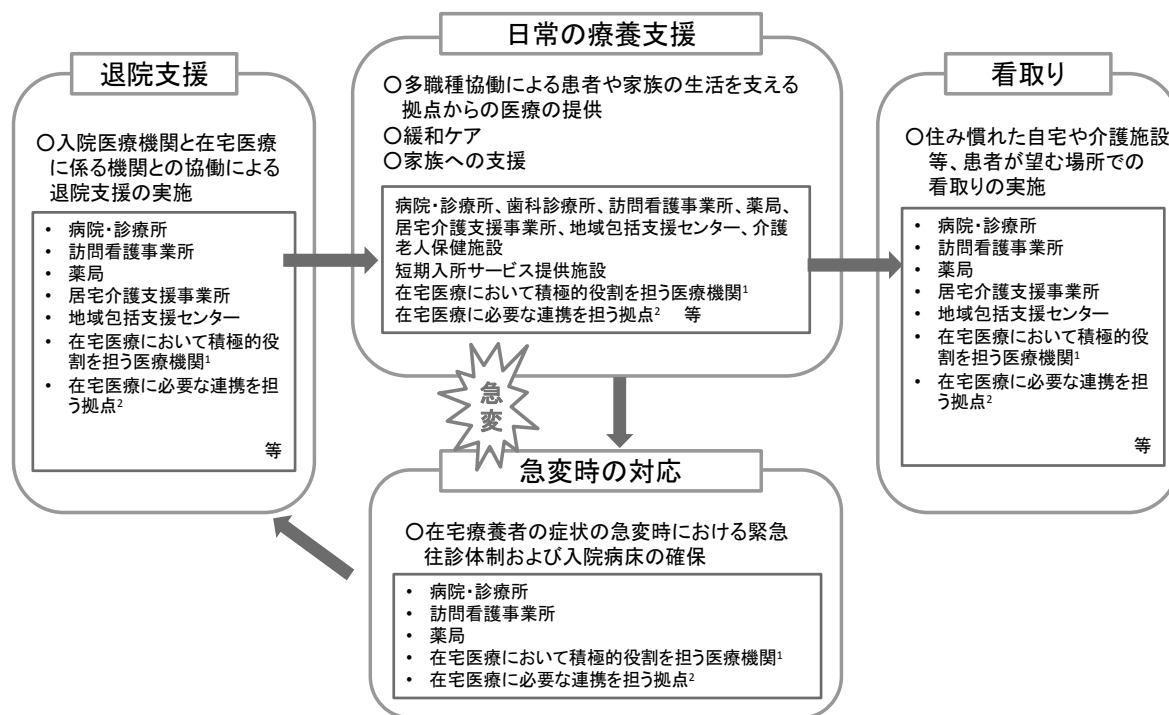 退院支援
○入院医療機関と在宅医療
に係る機関との協働による
退院支援の実施
• 病院・診療所
• 訪問看護事業所
• 薬局
• 居宅介護支援事業所
• 地域包括支援センター
• 在宅医療において積極的役
割を担う医療機関¹
• 在宅医療に必要な連携を担
う拠点²
等
日常の療養支援
○多職種協働による患者や家族の生活を支える
拠点からの医療の提供
○緩和ケア
○家族への支援
病院・診療所、歯科診療所、訪問看護事業所、薬局、
居宅介護支援事業所、地域包括支援センター、介護
老人保健施設
短期入所サービス提供施設
在宅医療において積極的役割を担う医療機関¹
在宅医療に必要な連携を担う拠点² 等
急
変
急変時の対応
○在宅療養者の症状の急変時における緊急
往診体制および入院病床の確保
• 病院・診療所
• 訪問看護事業所
• 薬局
• 在宅医療において積極的役割を担う医療機関¹
• 在宅医療に必要な連携を担う拠点²
看取り
○住み慣れた自宅や介護施設
等、患者が望む場所での
看取りの実施
• 病院・診療所
• 訪問看護事業所
• 薬局
• 居宅介護支援事業所
• 地域包括支援センター
• 在宅医療において積極的役
割を担う医療機関¹
• 在宅医療に必要な連携を担
う拠点²
等